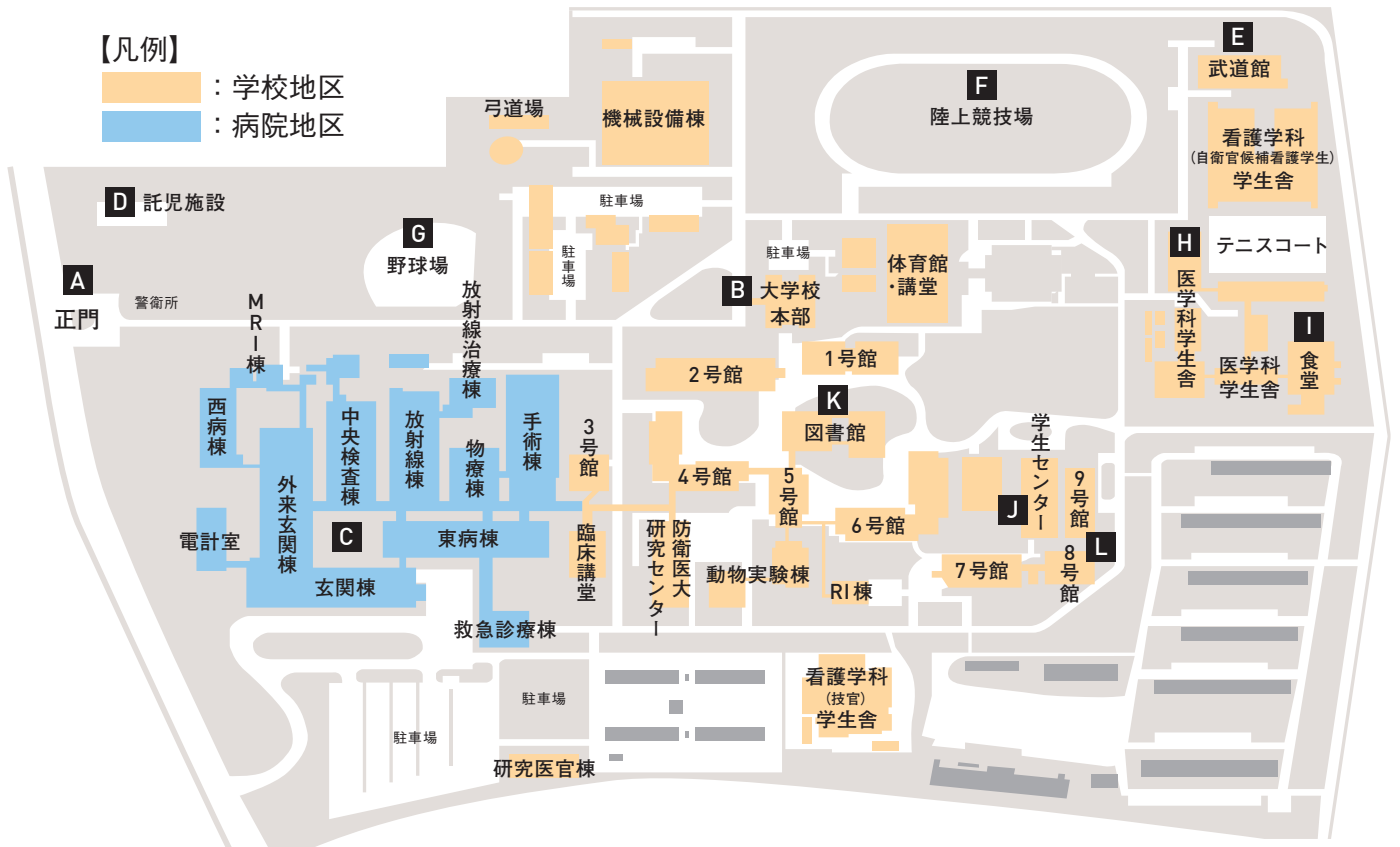 【凡例】
：学校地区
：病院地区
E
武道館
F
陸上競技場
弓道場
機械設備棟
看護学科
(自衛官候補看護学生)
学生舎
D 託児施設
駐車場
G
野球場
駐車場
駐車場
体育館
・講堂
H
テニスコート
A
正門
警衛所
B 大学校
本部
MRI棟
放射線治療棟
医学科学生舎
I
食堂
医学科
学生舎
2号館
1号館
K
図書館
西病棟
中央検査棟
放射線棟
物療棟
手術棟
3号館
4号館
5号館
学生センター
J
9号館
外来玄関棟
電計室
C
東病棟
臨床講堂
防衛医大
研究センター
6号館
L
8号館
7号館
動物実験棟
RI棟
玄関棟
救急診療棟
看護学科
(技官)
学生舎
駐車場
駐車場
研究医官棟